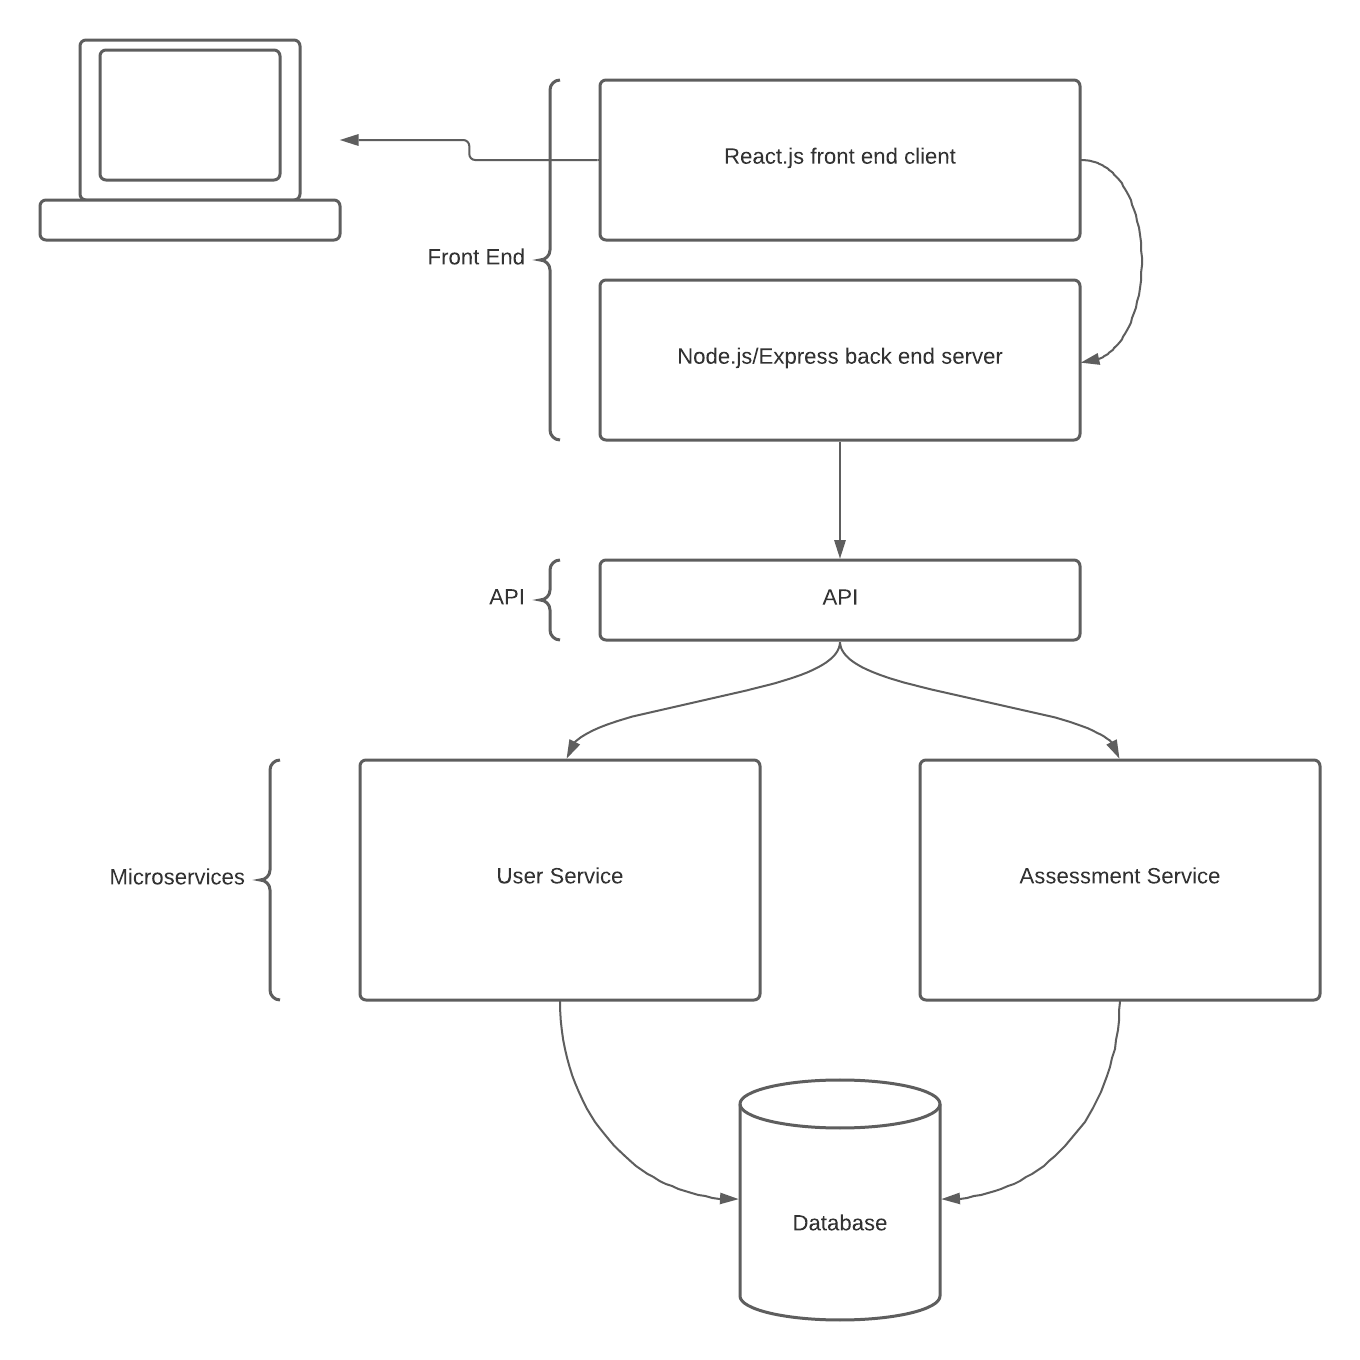 React.js front end client
Front End
Node.js/Express back end server
API
API
Microservices
User Service
Assessment Service
Database